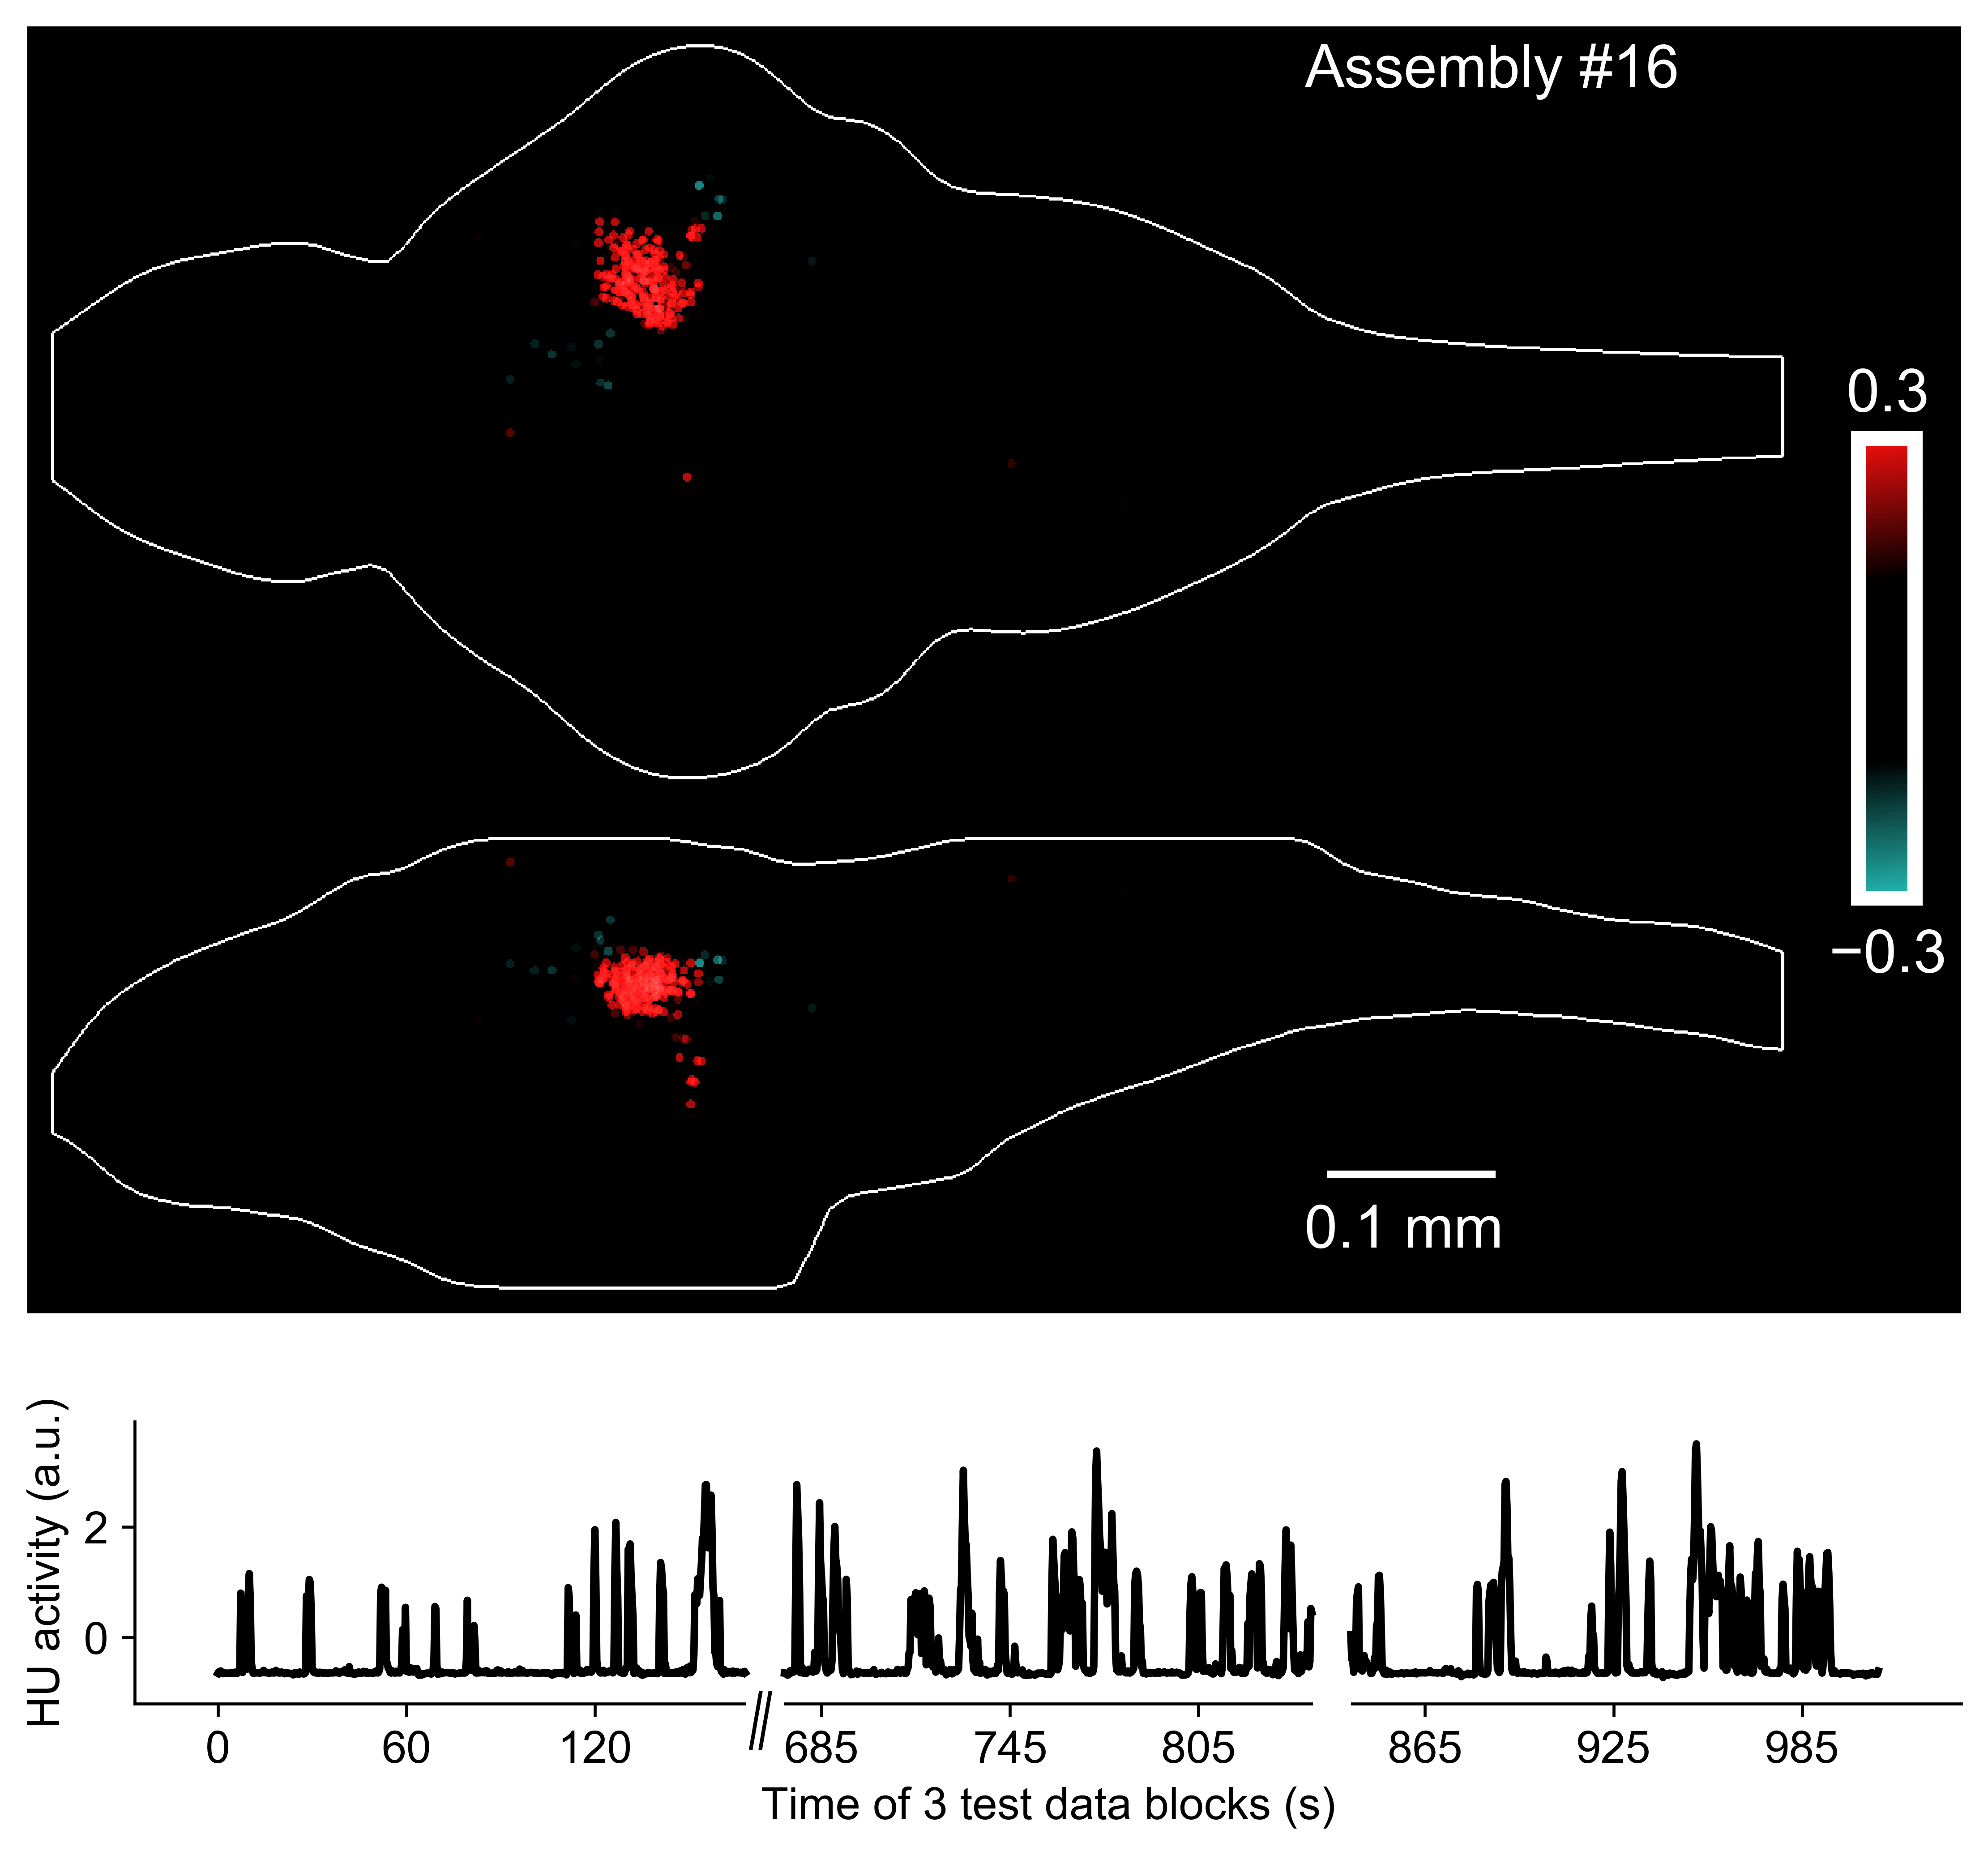 Assembly #16
0.3
−0.3
0.1 mm
HU activity (a.u.)
2
0
0 60 120 685 745 805 865 925 985
Time of 3 test data blocks (s)